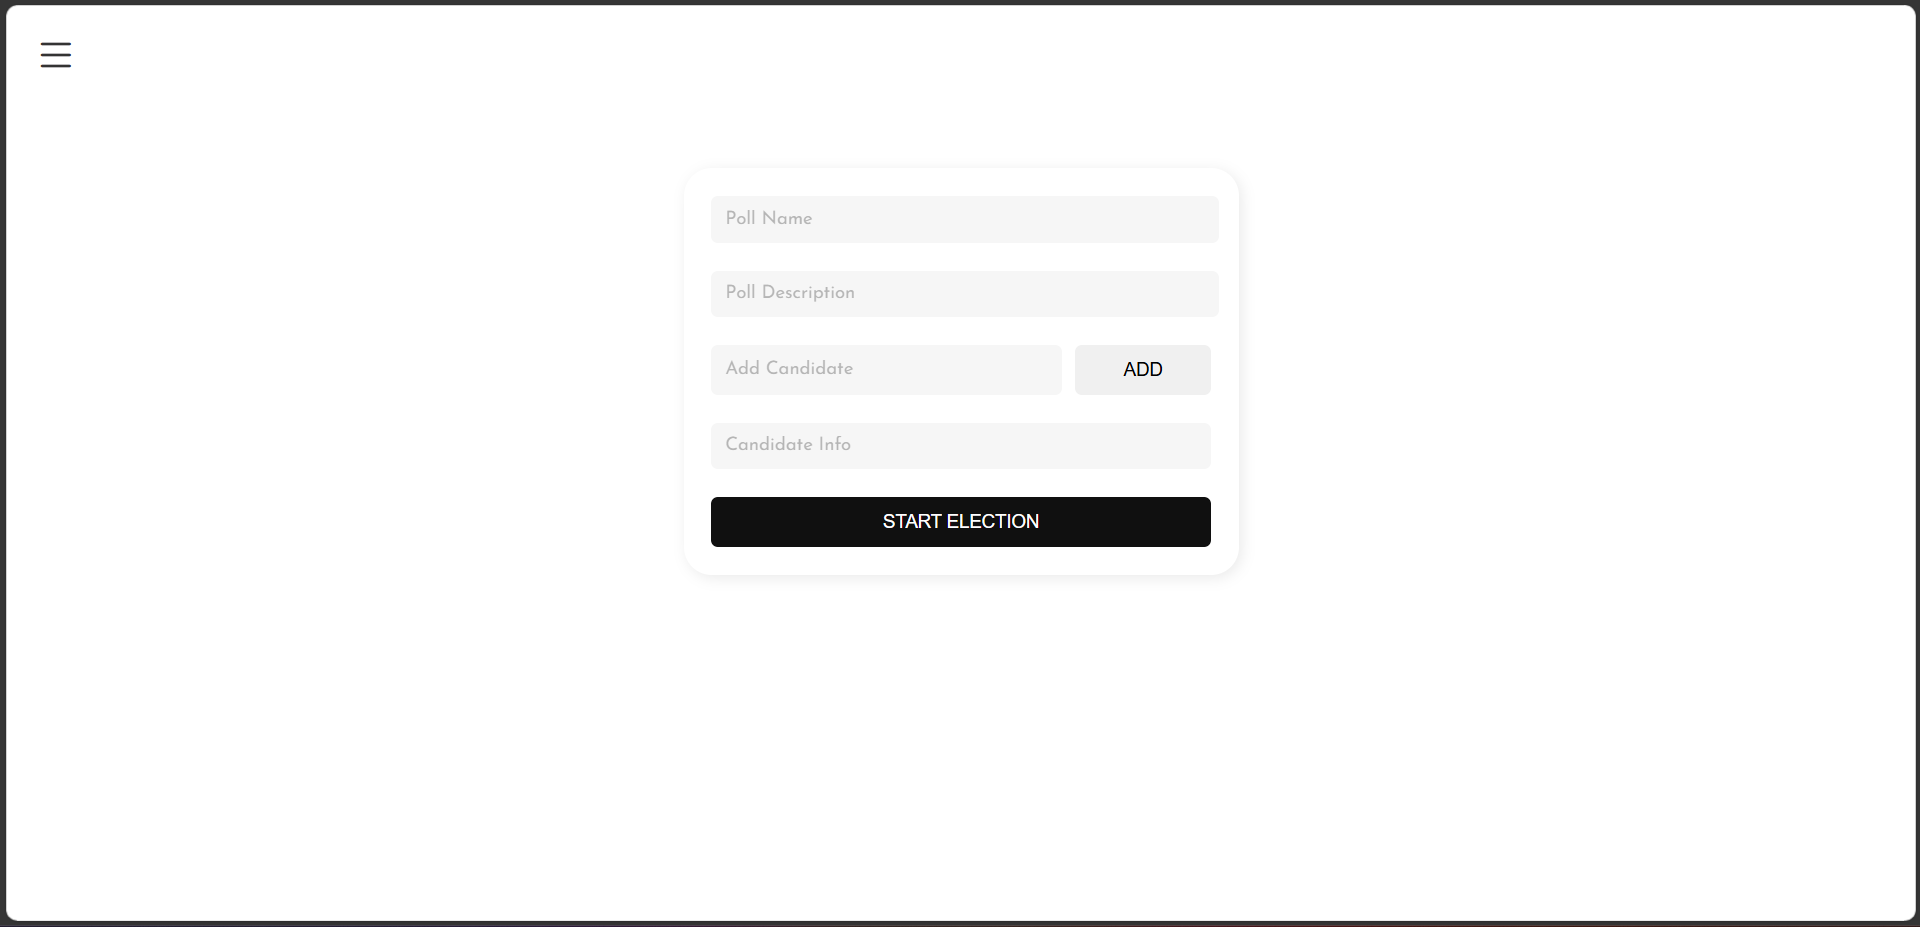 Poll Name
Poll Description
Add Candidate ADD
Candidate Info
START ELECTION